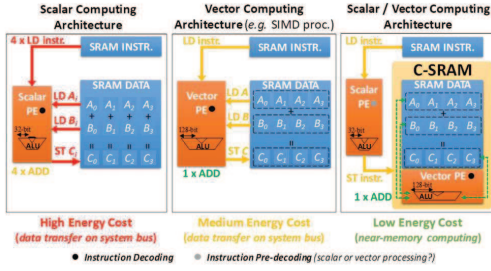 Scalar Computing
Architecture
4 x LD instr.
SRAM INSTR.
SRAM DATA
Scalar
PE
LD Ai
LD Bi
ST Ci
32-bit
ALU
4 x ADD
A0 A1 A2 A3
+ + + +
B0 B1 B2 B3
= = = =
C0 C1 C2 C3
High Energy Cost
(data transfer on system bus)
Vector Computing
Architecture (e.g. SIMD proc.)
LD instr.
SRAM INSTR.
SRAM DATA
Vector
PE
LD A
LD B
ST C
128-bit
ALU
1 x ADD
A0 A1 A2 A3
+
B0 B1 B2 B3
=
C0 C1 C2 C3
Medium Energy Cost
(data transfer on system bus)
Scalar / Vector Computing
Architecture
LD instr.
SRAM INSTR.
C-SRAM
SRAM DATA
Scalar
PE
32-bit
ALU
ST instr.
1 x ADD
A0 A1 A2 A3
+
B0 B1 B2 B3
=
C0 C1 C2 C3
Vector PE
128-bit
ALU
Low Energy Cost
(near-memory computing)
● Instruction Decoding ● Instruction Pre-decoding (scalar or vector processing?)